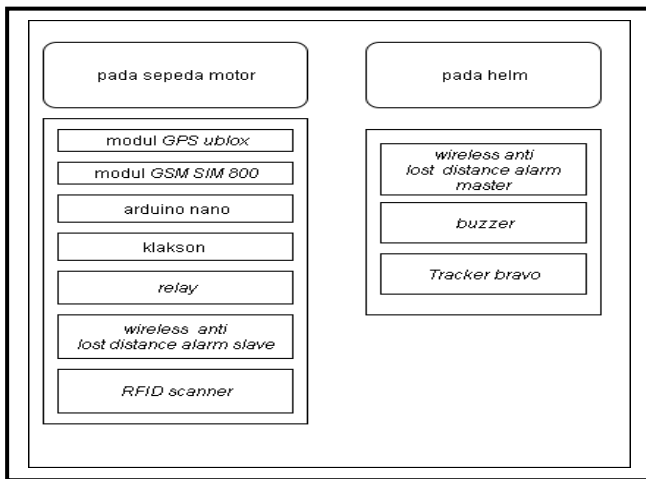 pada sepeda motor
modul GPS ublox
modul GSM SIM 800
arduino nano
klakson
relay
wireless anti
lost distance alarm slave
RFID scanner
pada helm
wireless anti
lost distance alarm
master
buzzer
Tracker bravo